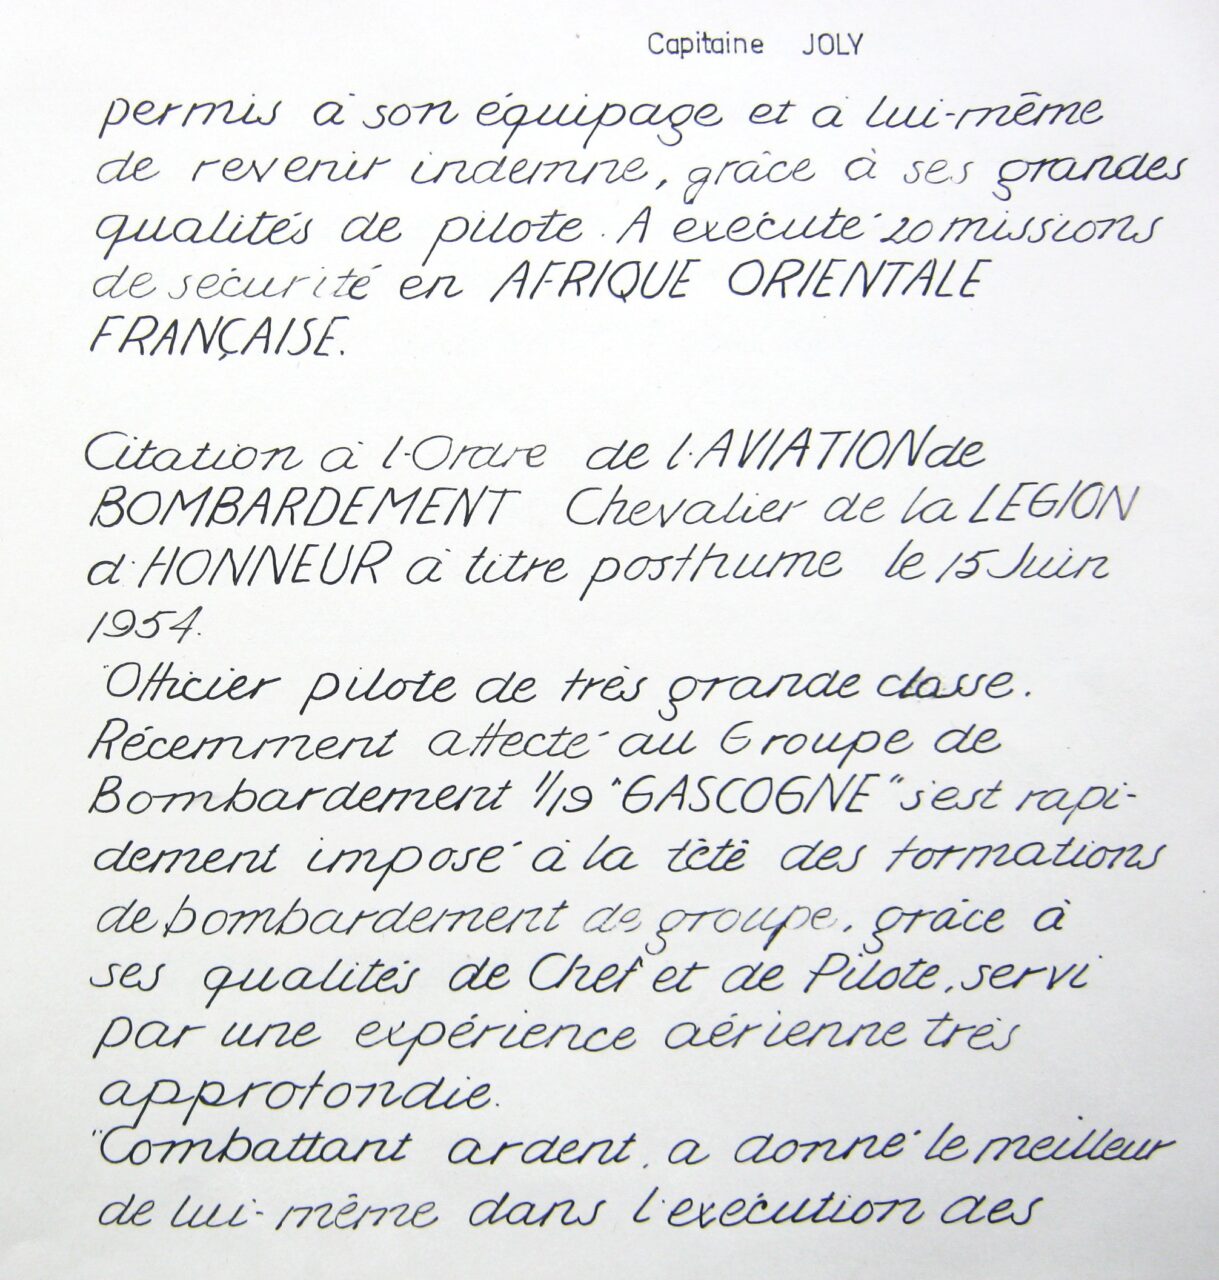 Capitaine JOLY
permis à son équipage et à lui-même
de revenir indemne, grâce à ses grandes
qualités de pilote. A exécuté 20 missions
de sécurité en AFRIQUE ORIENTALE
FRANÇAISE.
Citation à l'Ordre de l'AVIATION de
BOMBARDEMENT Chevalier de la LEGION
d'HONNEUR à titre posthume le 15 Juin
1954.
"Officier pilote de très grande classe.
Récemment affecté au Groupe de
Bombardement 1/19 "GASCOGNE" s'est rapi-
dement imposé à la tête des formations
de bombardement de groupe, grâce à
ses qualités de Chef et de Pilote, servi
par une expérience aérienne très
approfondie.
"Combattant ardent, a donné le meilleur
de lui-même dans l'exécution des